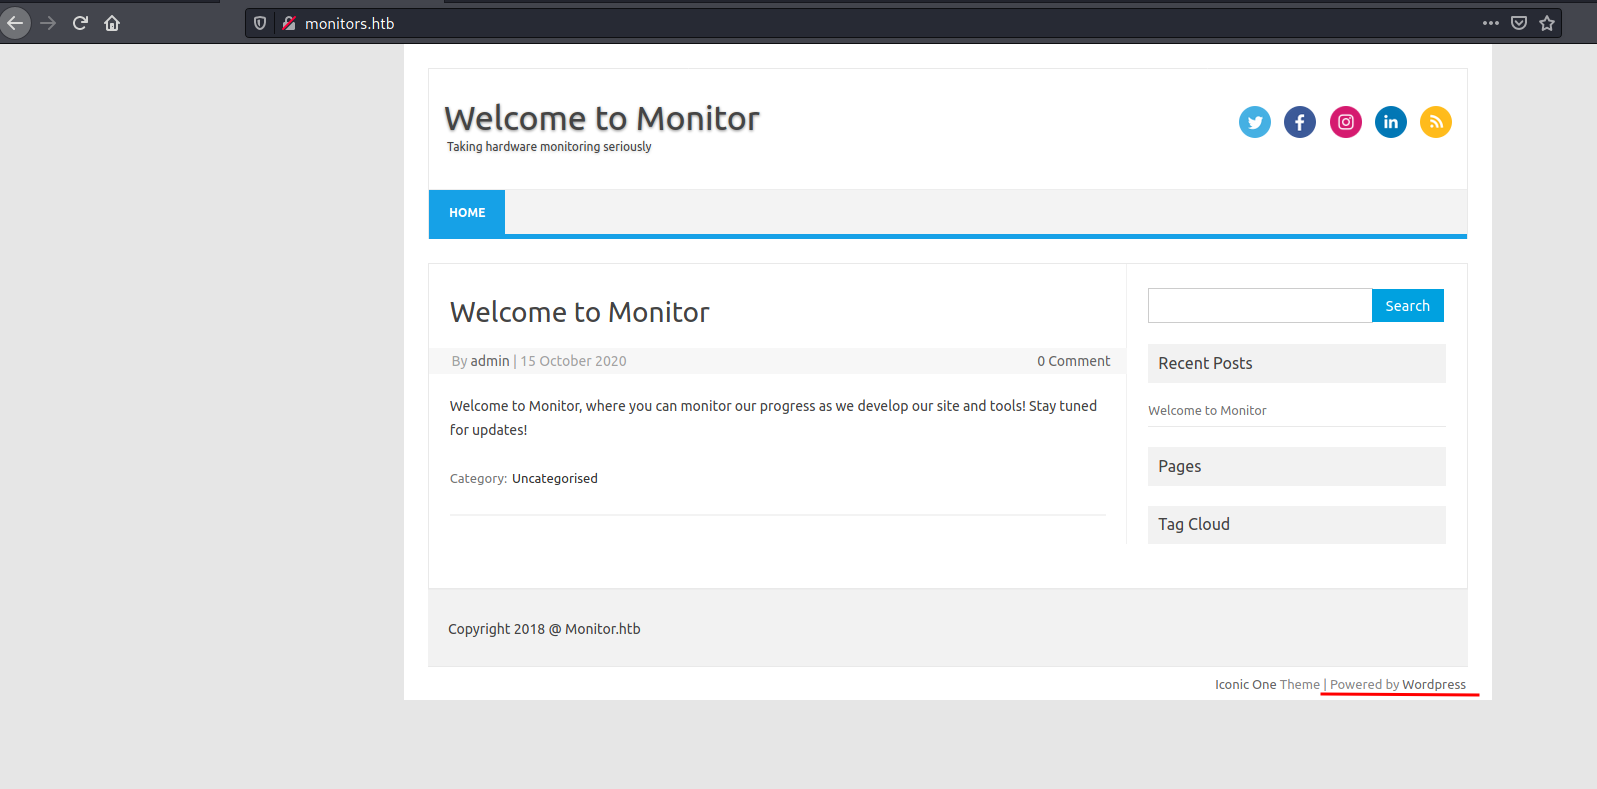 monitors.htb
Welcome to Monitor
Taking hardware monitoring seriously
HOME
Welcome to Monitor
By admin | 15 October 2020
0 Comment
Welcome to Monitor, where you can monitor our progress as we develop our site and tools! Stay tuned
for updates!
Category: Uncategorised
Search
Recent Posts
Welcome to Monitor
Pages
Tag Cloud
Copyright 2018 @ Monitor.htb
Iconic One Theme | Powered by Wordpress